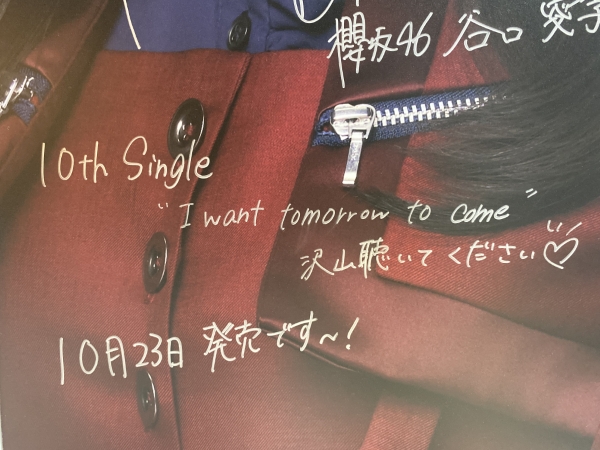 櫻坂46 谷口 愛季
10th Single
"I want tomorrow to come"
沢山聴いてください♡
10月23日 発売です〜!